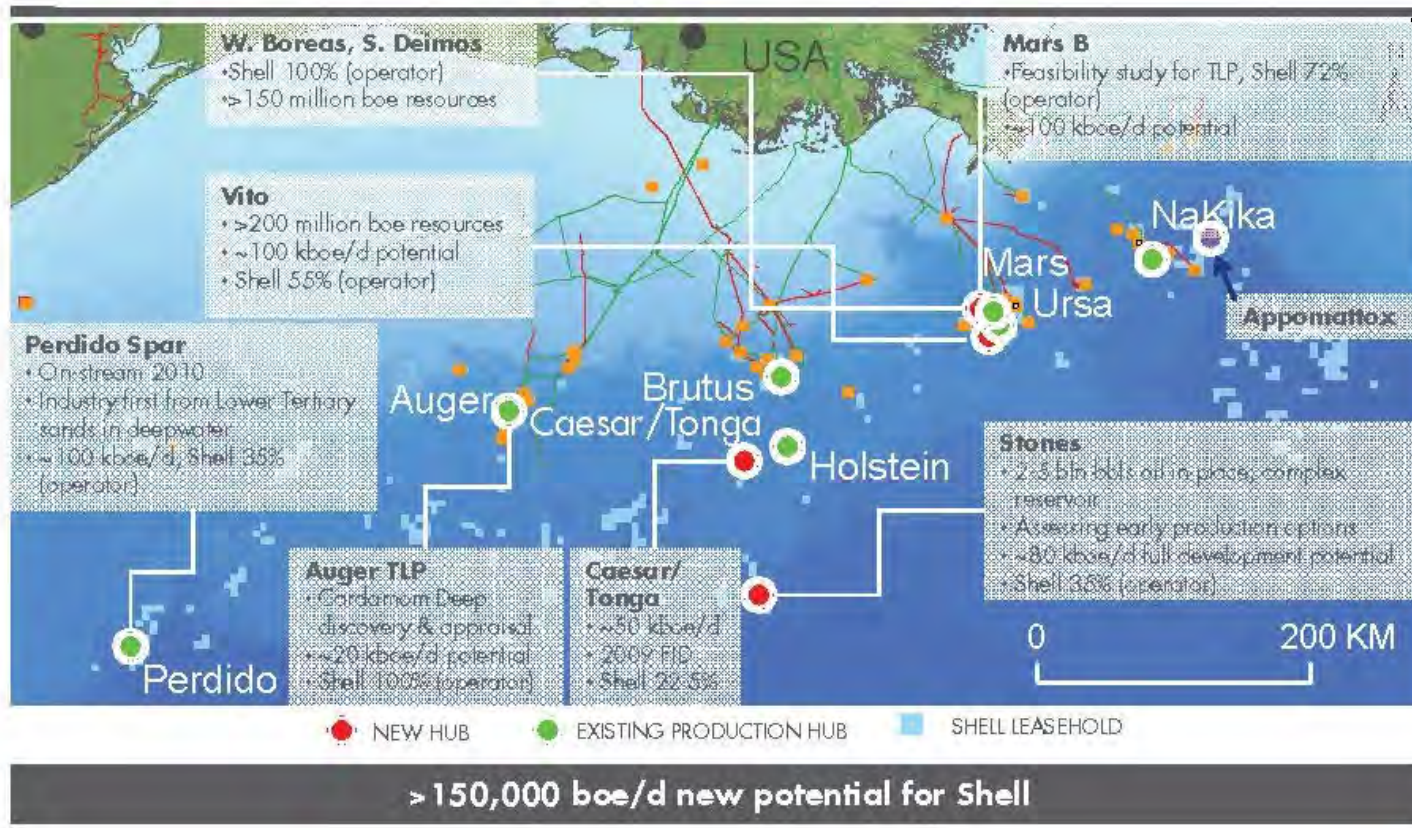 W. Boreas, S. Deimos
•Shell 100% (operator)
•>150 million boe resources
USA
Mars B
•Feasibility study for TLP, Shell 72%
(operator)
•~100 kboe/d potential
Vito
• >200 million boe resources
• ~100 kboe/d potential
• Shell 55% (operator)
NaKika
Mars
Ursa
Appomattox
Perdido Spar
• On-stream 2010
• Industry first from Lower Tertiary
sands in deepwater
• ~100 kboe/d, Shell 35%
(operator)
Auger
Brutus
Caesar/Tonga
Holstein
Stones
• 2-3 bln bbls oil in place, complex
reservoir
• Assessing early production options
• ~80 kboe/d full development potential
• Shell 35% (operator)
Auger TLP
• Cardamom Deep
discovery & appraisal
• ~20 kboe/d potential
• Shell 100% (operator)
Caesar/
Tonga
• ~50 kboe/d
• 2009 FID
• Shell 22.5%
Perdido
0 200 KM
NEW HUB
EXISTING PRODUCTION HUB
SHELL LEASEHOLD
>150,000 boe/d new potential for Shell